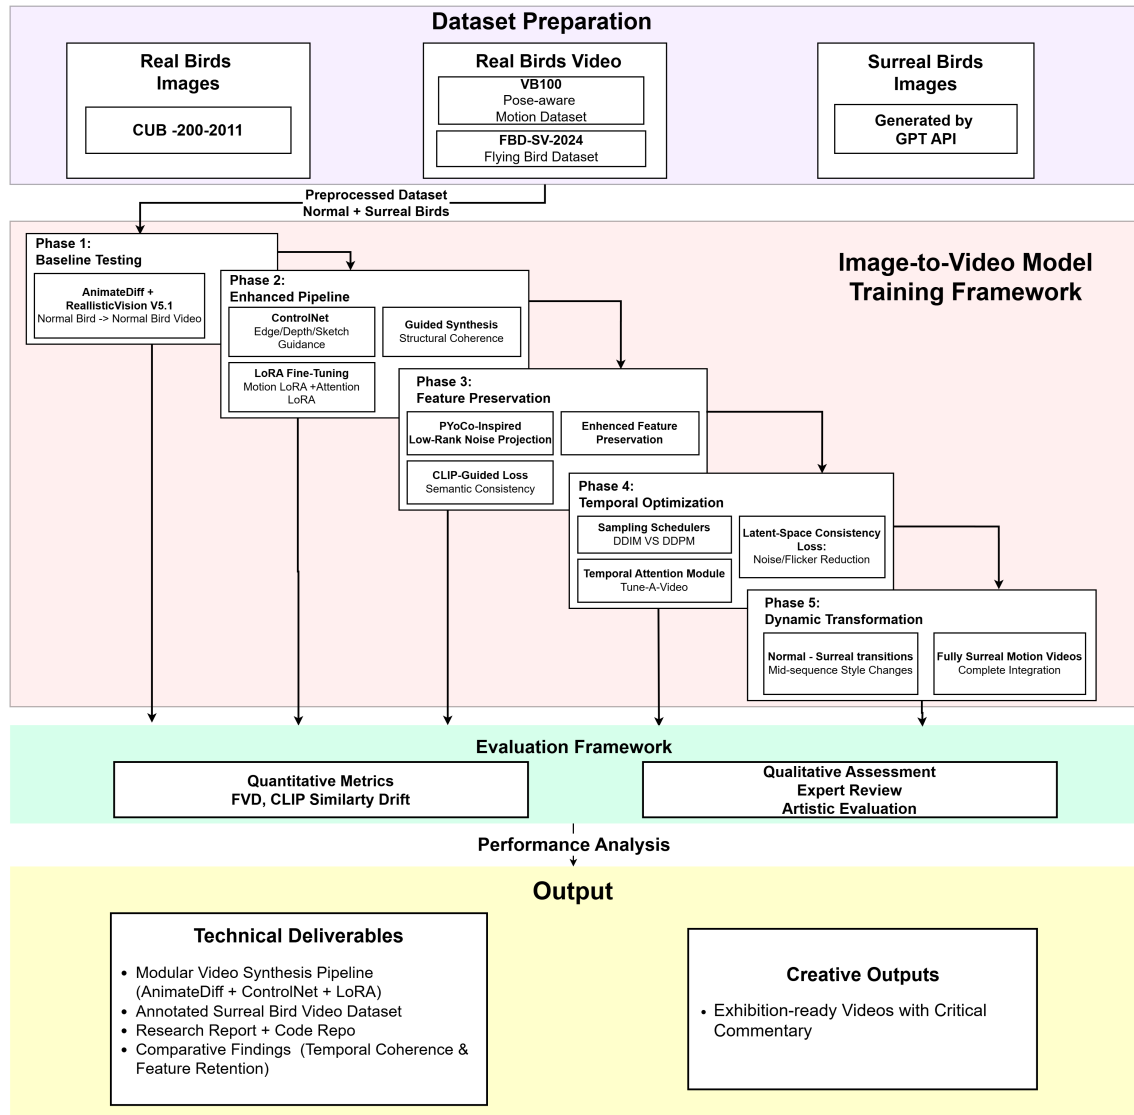 Dataset Preparation
Real Birds
Images
CUB -200-2011
Real Birds Video
VB100
Pose-aware
Motion Dataset
FBD-SV-2024
Flying Bird Dataset
Surreal Birds
Images
Generated by
GPT API
Preprocessed Dataset
Normal + Surreal Birds
Image-to-Video Model
Training Framework
Phase 1:
Baseline Testing
AnimateDiff +
ReallisticVision V5.1
Normal Bird -> Normal Bird Video
Phase 2:
Enhanced Pipeline
ControlNet
Edge/Depth/Sketch
Guidance
Guided Synthesis
Structural Coherence
LoRA Fine-Tuning
Motion LoRA +Attention
LoRA
Phase 3:
Feature Preservation
PYoCo-Inspired
Low-Rank Noise Projection
Enhenced Feature
Preservation
CLIP-Guided Loss
Semantic Consistency
Phase 4:
Temporal Optimization
Sampling Schedulers
DDIM VS DDPM
Latent-Space Consistency
Loss:
Noise/Flicker Reduction
Temporal Attention Module
Tune-A-Video
Phase 5:
Dynamic Transformation
Normal - Surreal transitions
Mid-sequence Style Changes
Fully Surreal Motion Videos
Complete Integration
Evaluation Framework
Quantitative Metrics
FVD, CLIP Similarty Drift
Qualitative Assessment
Expert Review
Artistic Evaluation
Performance Analysis
Output
Technical Deliverables
• Modular Video Synthesis Pipeline
(AnimateDiff + ControlNet + LoRA)
• Annotated Surreal Bird Video Dataset
• Research Report + Code Repo
• Comparative Findings (Temporal Coherence &
Feature Retention)
Creative Outputs
• Exhibition-ready Videos with Critical
Commentary